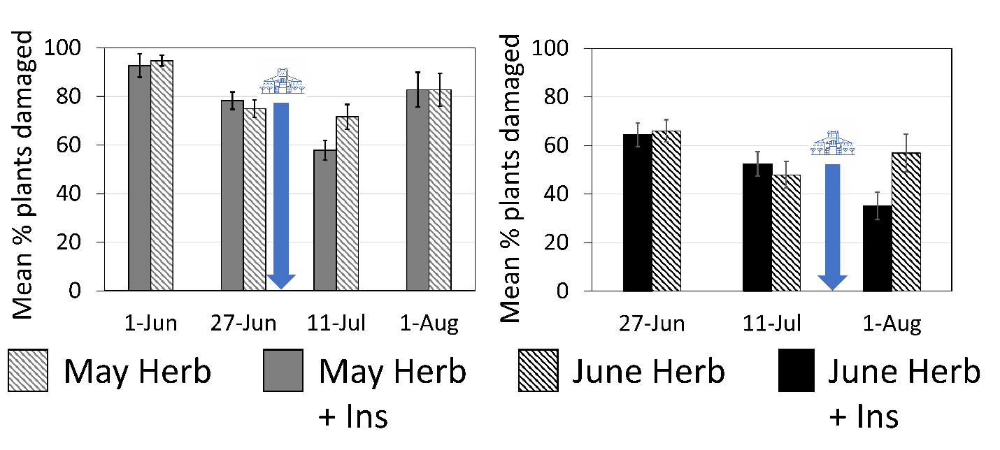 Mean % plants damaged
100
80
60
40
20
0
1-Jun 27-Jun 11-Jul 1-Aug
May Herb
May Herb
+ Ins
Mean % plants damaged
100
80
60
40
20
0
27-Jun 11-Jul 1-Aug
June Herb
June Herb
+ Ins